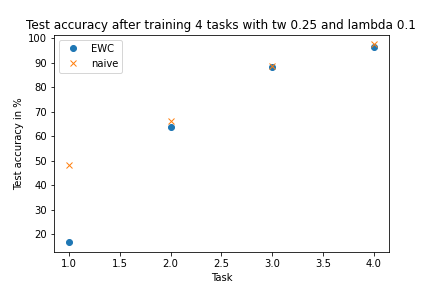 Test accuracy after training 4 tasks with tw 0.25 and lambda 0.1
EWC
naive
100
90
80
70
60
50
40
30
20
Test accuracy in %
1.0 1.5 2.0 2.5 3.0 3.5 4.0
Task